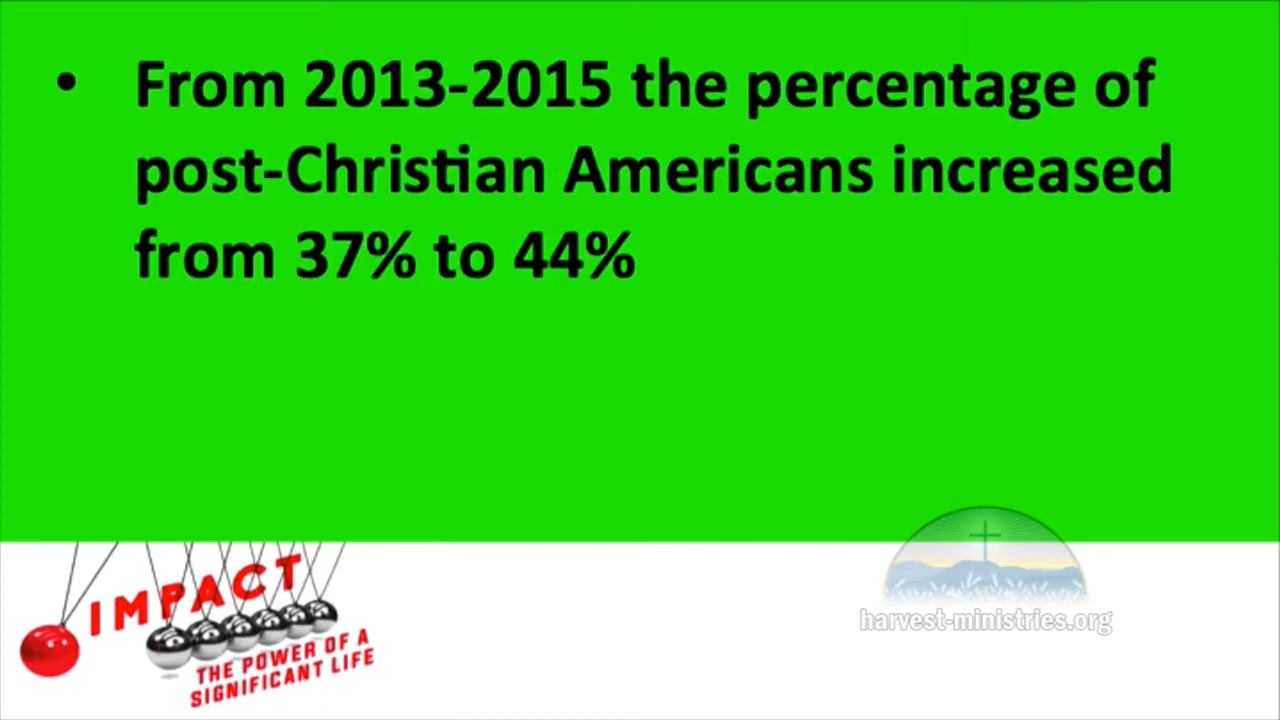 • From 2013-2015 the percentage of
post-Christian Americans increased
from 37% to 44%
IMPACT
THE POWER OF A
SIGNIFICANT LIFE
harvest-ministries.org